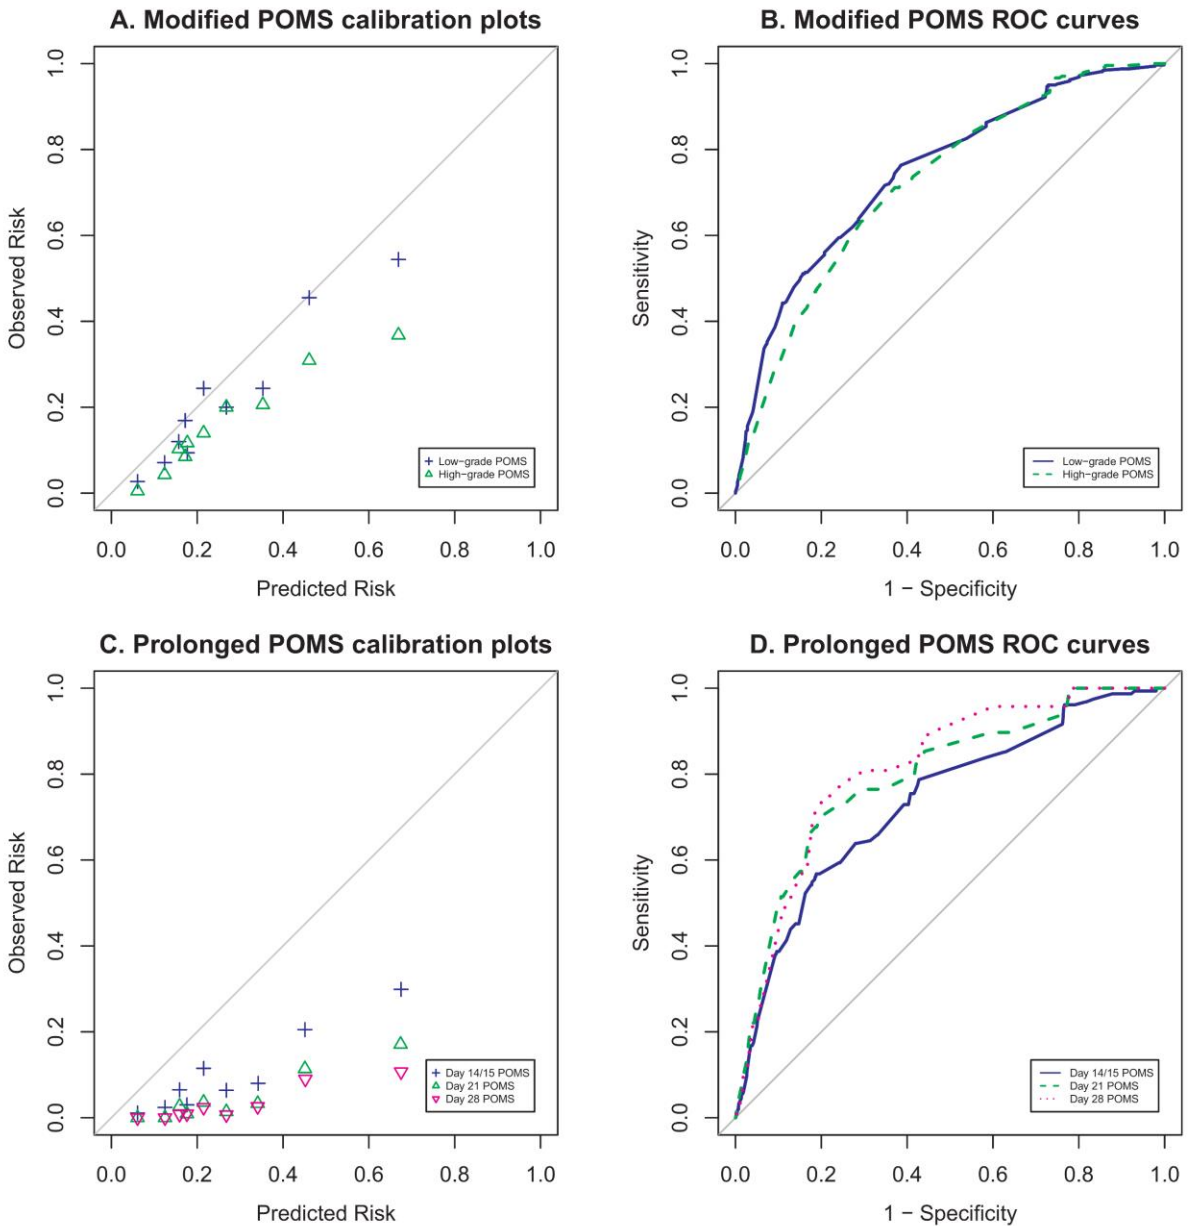 A. Modified POMS calibration plots
Observed Risk
1.0
0.8
0.6
0.4
0.2
0.0
+ Low−grade POMS
△ High−grade POMS
0.0 0.2 0.4 0.6 0.8 1.0
Predicted Risk
B. Modified POMS ROC curves
Sensitivity
1.0
0.8
0.6
0.4
0.2
0.0
Low−grade POMS
High−grade POMS
0.0 0.2 0.4 0.6 0.8 1.0
1 − Specificity
C. Prolonged POMS calibration plots
Observed Risk
1.0
0.8
0.6
0.4
0.2
0.0
+ Day 14/15 POMS
△ Day 21 POMS
▽ Day 28 POMS
0.0 0.2 0.4 0.6 0.8 1.0
Predicted Risk
D. Prolonged POMS ROC curves
Sensitivity
1.0
0.8
0.6
0.4
0.2
0.0
Day 14/15 POMS
Day 21 POMS
Day 28 POMS
0.0 0.2 0.4 0.6 0.8 1.0
1 − Specificity